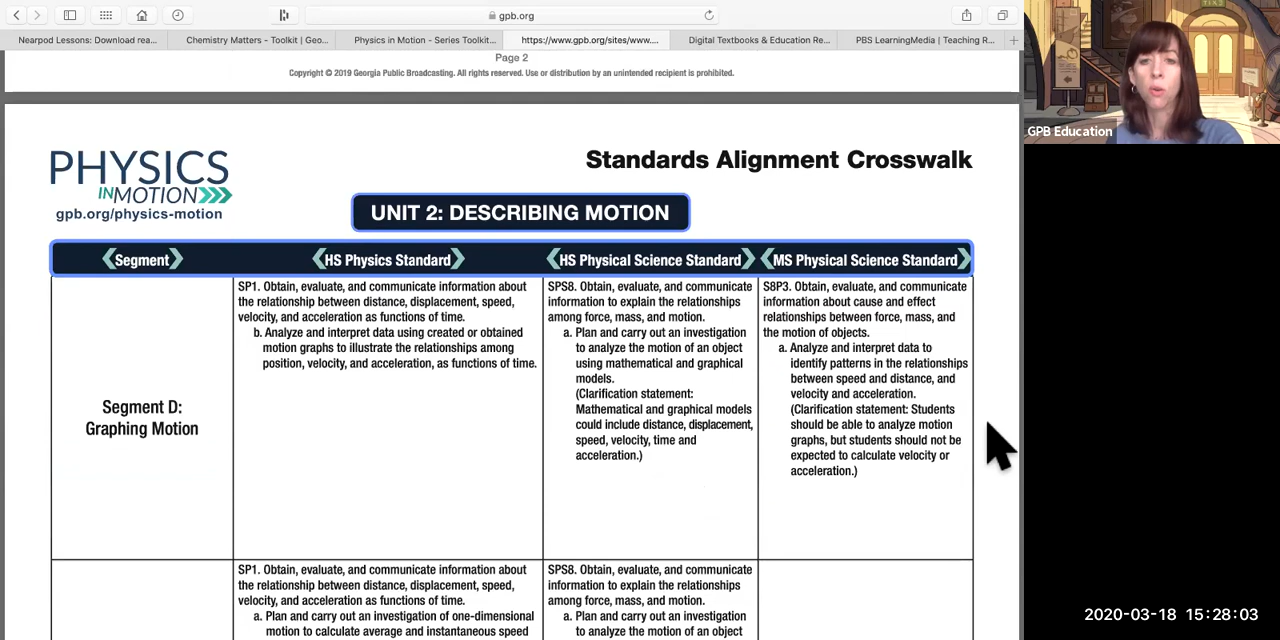 gpb.org
Nearpod Lessons: Download rea...
Chemistry Matters - Toolkit | Geo...
Physics in Motion - Series Toolkit...
https://www.gpb.org/sites/www....
Digital Textbooks & Education Re...
PBS LearningMedia | Teaching R...
Page 2
Copyright © 2019 Georgia Public Broadcasting. All rights reserved. Use or distribution by an unintended recipient is prohibited.
GPB Education
PHYSICS
IN MOTION
gpb.org/physics-motion
Standards Alignment Crosswalk
UNIT 2: DESCRIBING MOTION
Segment
HS Physics Standard
HS Physical Science Standard
MS Physical Science Standard
Segment D:
Graphing Motion
SP1. Obtain, evaluate, and communicate information about
the relationship between distance, displacement, speed,
velocity, and acceleration as functions of time.
b. Analyze and interpret data using created or obtained
motion graphs to illustrate the relationships among
position, velocity, and acceleration, as functions of time.
SPS8. Obtain, evaluate, and communicate
information to explain the relationships
among force, mass, and motion.
a. Plan and carry out an investigation
to analyze the motion of an object
using mathematical and graphical
models.
(Clarification statement:
Mathematical and graphical models
could include distance, displacement,
speed, velocity, time and
acceleration.)
S8P3. Obtain, evaluate, and communicate
information about cause and effect
relationships between force, mass, and
the motion of objects.
a. Analyze and interpret data to
identify patterns in the relationships
between speed and distance, and
velocity and acceleration.
(Clarification statement: Students
should be able to analyze motion
graphs, but students should not be
expected to calculate velocity or
acceleration.)
SP1. Obtain, evaluate, and communicate information about
the relationship between distance, displacement, speed,
velocity, and acceleration as functions of time.
a. Plan and carry out an investigation of one-dimensional
motion to calculate average and instantaneous speed
SPS8. Obtain, evaluate, and communicate
information to explain the relationships
among force, mass, and motion.
a. Plan and carry out an investigation
to analyze the motion of an object
2020-03-18 15:28:03